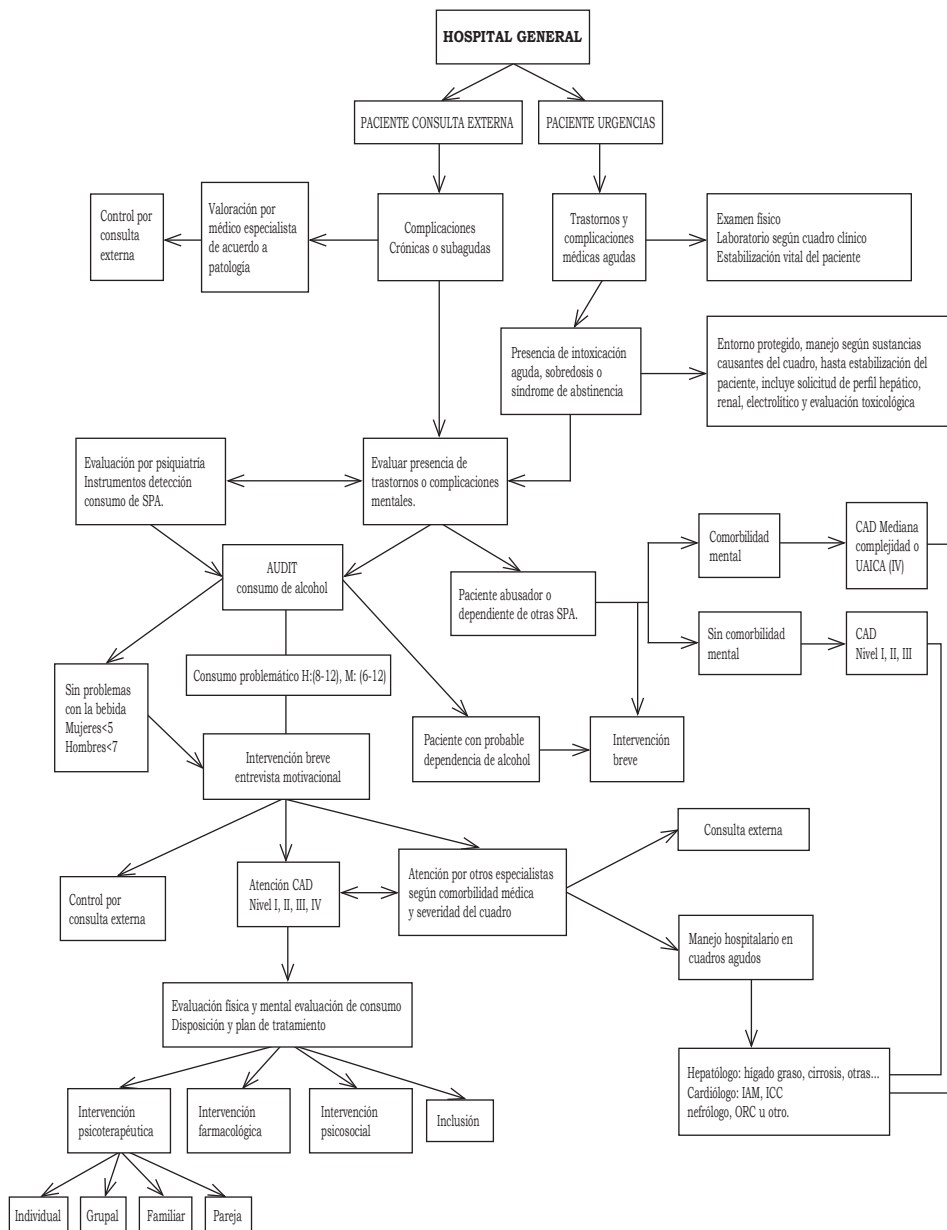 HOSPITAL GENERAL
PACIENTE CONSULTA EXTERNA
PACIENTE URGENCIAS
Control por
consulta
externa
Valoración por
médico especialista
de acuerdo a
patología
Complicaciones
Crónicas o subagudas
Trastornos y
complicaciones
médicas agudas
Examen físico
Laboratorio según cuadro clínico
Estabilización vital del paciente
Presencia de intoxicación
aguda, sobredosis o
síndrome de abstinencia
Entorno protegido, manejo según sustancias
causantes del cuadro, hasta estabilización del
paciente, incluye solicitud de perfil hepático,
renal, electrolítico y evaluación toxicológica
Evaluación por psiquiatría
Instrumentos detección
consumo de SPA.
Evaluar presencia de
trastornos o complicaciones
mentales.
AUDIT
consumo de alcohol
Paciente abusador o
dependiente de otras SPA.
Comorbilidad
mental
CAD Mediana
complejidad o
UAICA (IV)
Sin comorbilidad
mental
CAD
Nivel I, II, III
Sin problemas
con la bebida
Mujeres<5
Hombres<7
Consumo problemático H:(8-12), M: (6-12)
Intervención breve
entrevista motivacional
Paciente con probable
dependencia de alcohol
Intervención
breve
Control por
consulta externa
Atención CAD
Nivel I, II, III, IV
Atención por otros especialistas
según comorbilidad médica
y severidad del cuadro
Consulta externa
Manejo hospitalario en
cuadros agudos
Evaluación física y mental evaluación de consumo
Disposición y plan de tratamiento
Hepatólogo: hígado graso, cirrosis, otras...
Cardiólogo: IAM, ICC
nefrólogo, ORC u otro.
Intervención
psicoterapéutica
Intervención
farmacológica
Intervención
psicosocial
Inclusión
Individual
Grupal
Familiar
Pareja